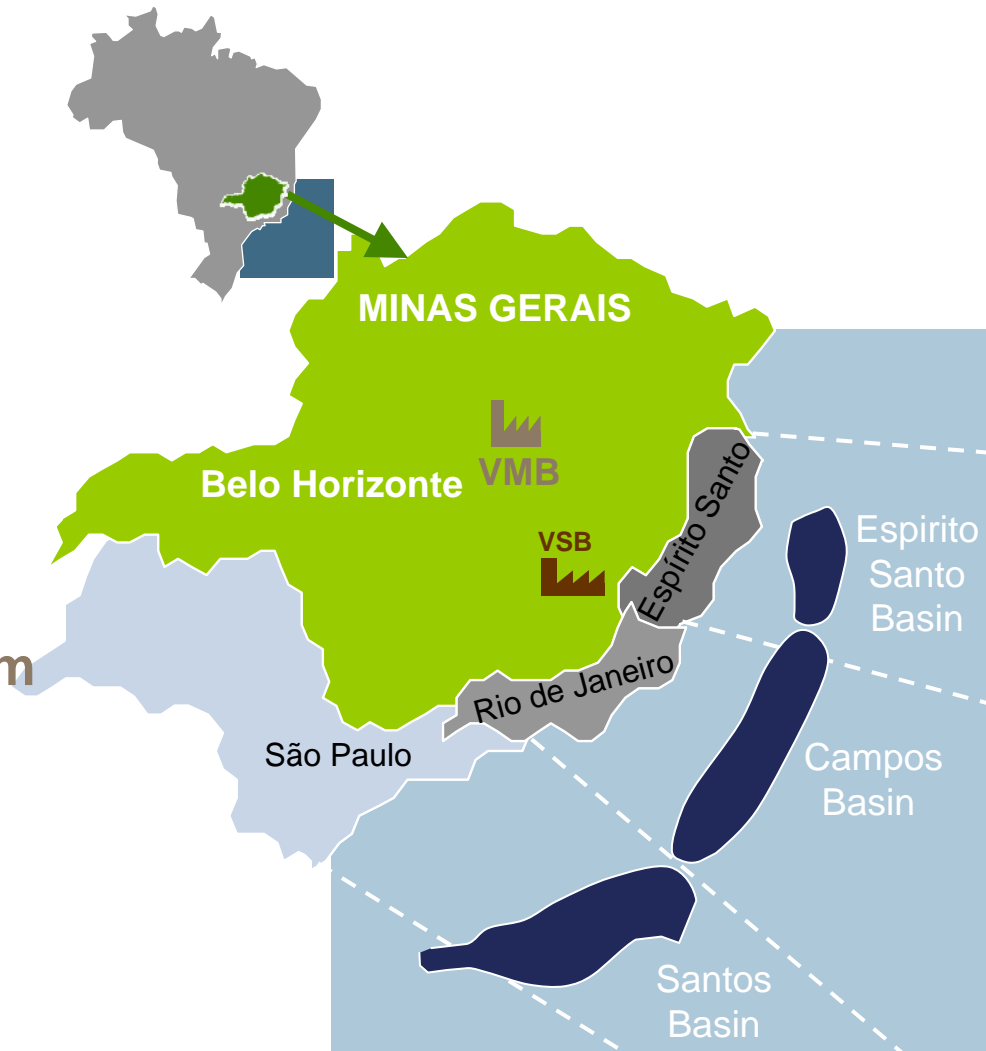 MINAS GERAIS
VMB
Belo Horizonte
Espírito Santo
VSB
Espirito
Santo
Basin
m
Rio de Janeiro
São Paulo
Campos
Basin
Santos
Basin